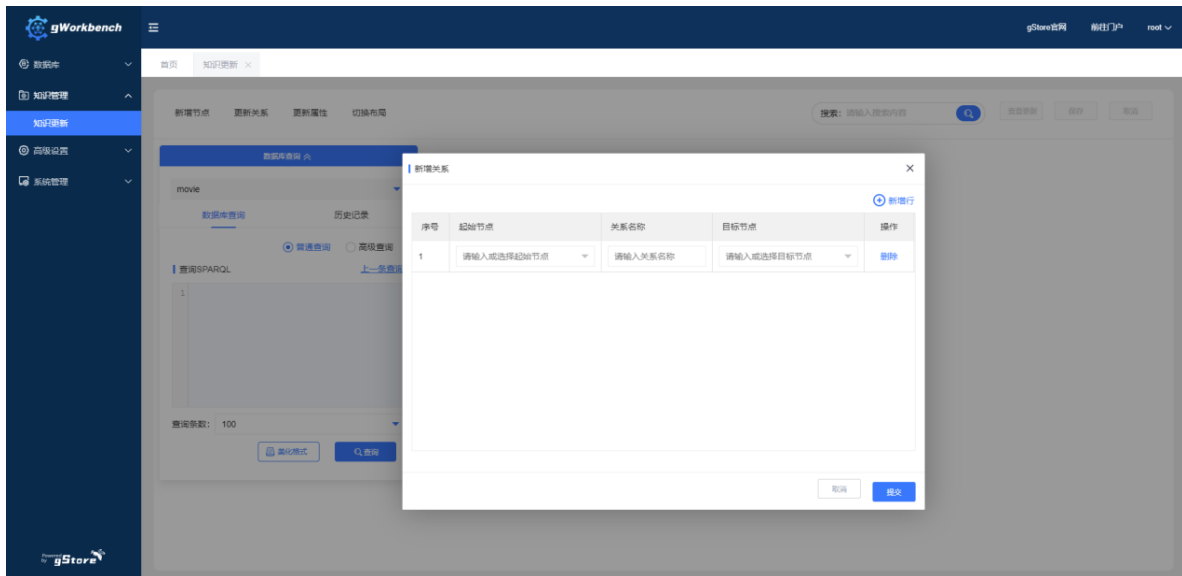 gWorkbench
gStore官网 前往门户 root
数据库
首页 知识更新 ×
知识管理
知识更新
新增节点 更新关系 更新属性 切换布局
搜索: 请输入搜索内容
查看更新 保存 取消
高级设置
系统管理
数据库查询
movie
数据库查询 历史记录
普通查询 高级查询
查询SPARQL 上一条查询
1
查询条数: 100
美化格式 查询
新增关系 ×
新增行
序号 起始节点 关系名称 目标节点 操作
1 请输入或选择起始节点 请输入关系名称 请输入或选择目标节点 删除
取消 提交
Powered by gStore